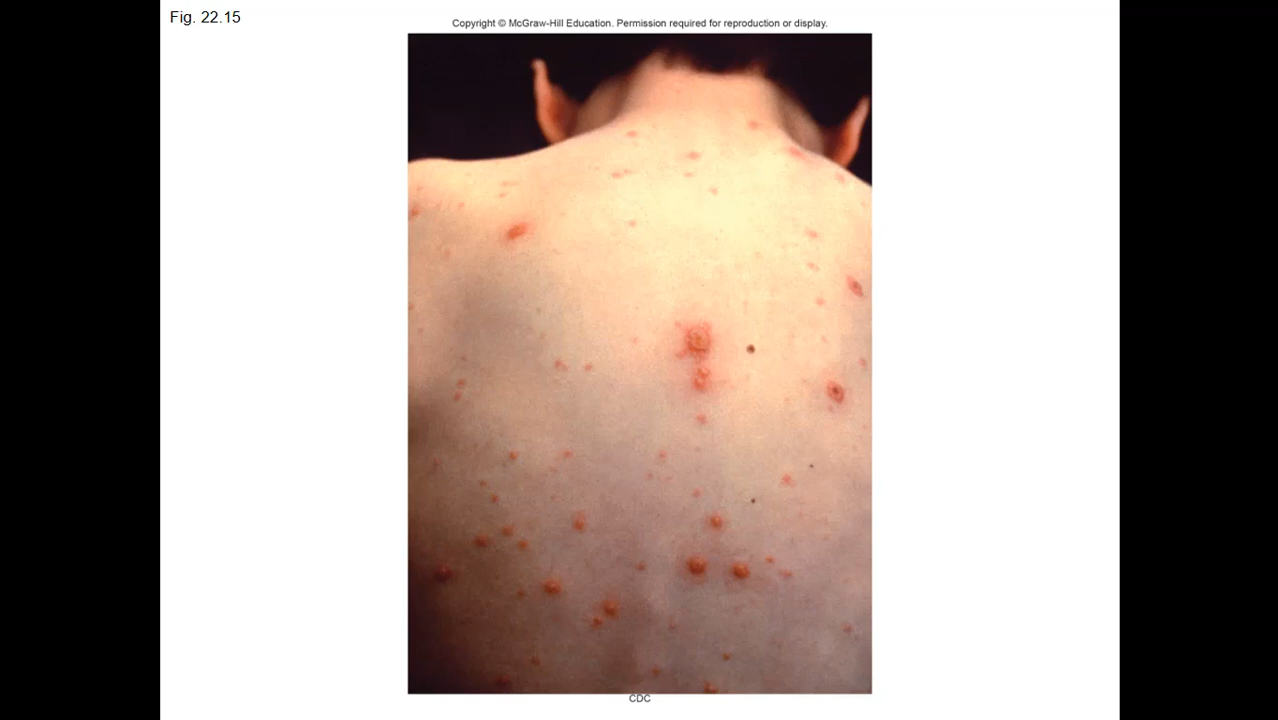 Fig. 22.15
Copyright © McGraw-Hill Education. Permission required for reproduction or display.
CDC